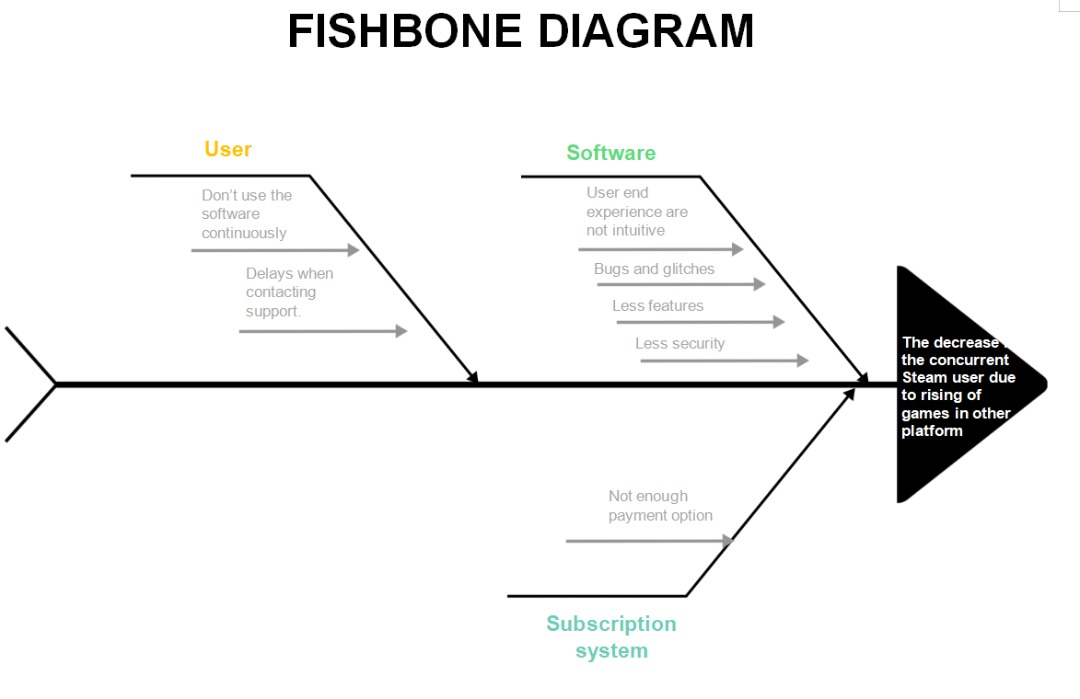 FISHBONE DIAGRAM
User
Don't use the
software
continuously
Delays when
contacting
support.
Software
User end
experience are
not intuitive
Bugs and glitches
Less features
Less security
The decrease
the concurrent
Steam user due
to rising of
games in other
platform
Not enough
payment option
Subscription
system